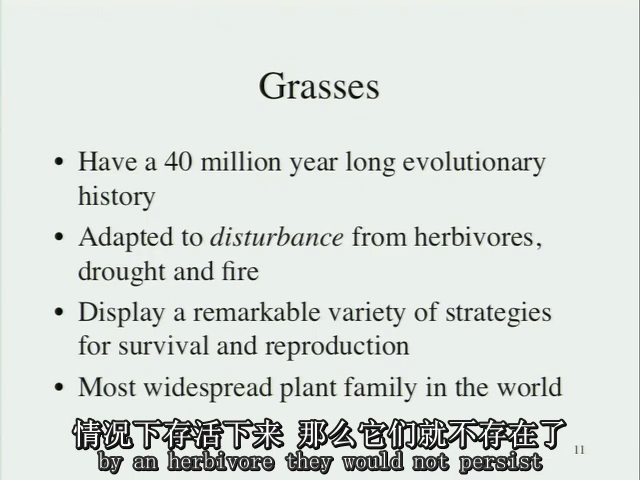 Grasses
• Have a 40 million year long evolutionary
history
• Adapted to disturbance from herbivores,
drought and fire
• Display a remarkable variety of strategies
for survival and reproduction
• Most widespread plant family in the world
情况下存活下来 那么它们就不存在了
by an herbivore they would not persist
11